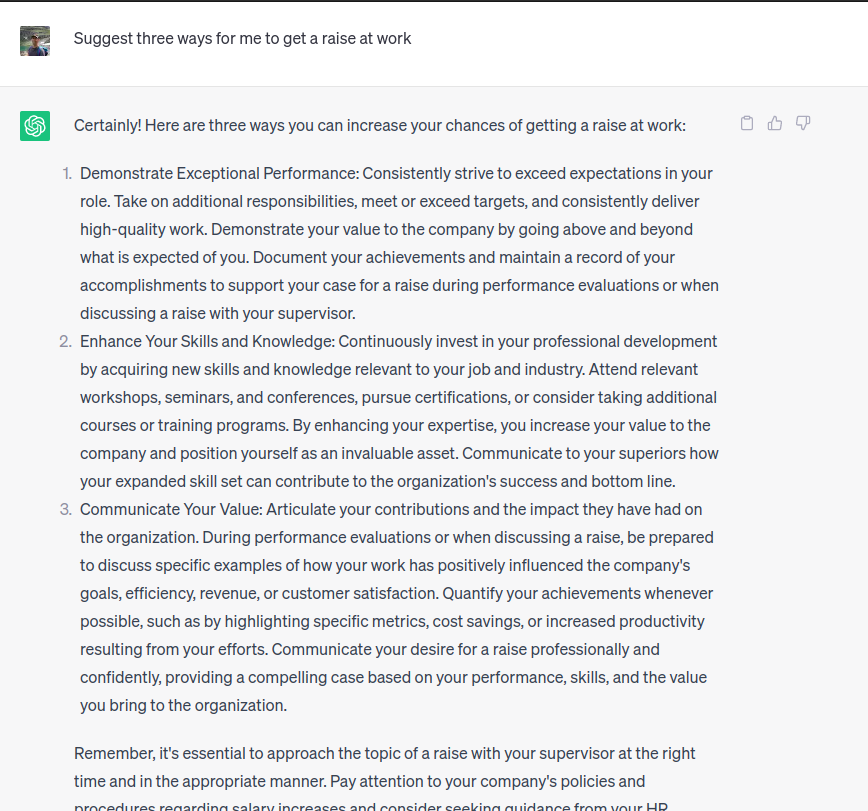 Suggest three ways for me to get a raise at work
Certainly! Here are three ways you can increase your chances of getting a raise at work:
1. Demonstrate Exceptional Performance: Consistently strive to exceed expectations in your
role. Take on additional responsibilities, meet or exceed targets, and consistently deliver
high-quality work. Demonstrate your value to the company by going above and beyond
what is expected of you. Document your achievements and maintain a record of your
accomplishments to support your case for a raise during performance evaluations or when
discussing a raise with your supervisor.
2. Enhance Your Skills and Knowledge: Continuously invest in your professional development
by acquiring new skills and knowledge relevant to your job and industry. Attend relevant
workshops, seminars, and conferences, pursue certifications, or consider taking additional
courses or training programs. By enhancing your expertise, you increase your value to the
company and position yourself as an invaluable asset. Communicate to your superiors how
your expanded skill set can contribute to the organization's success and bottom line.
3. Communicate Your Value: Articulate your contributions and the impact they have had on
the organization. During performance evaluations or when discussing a raise, be prepared
to discuss specific examples of how your work has positively influenced the company's
goals, efficiency, revenue, or customer satisfaction. Quantify your achievements whenever
possible, such as by highlighting specific metrics, cost savings, or increased productivity
resulting from your efforts. Communicate your desire for a raise professionally and
confidently, providing a compelling case based on your performance, skills, and the value
you bring to the organization.
Remember, it's essential to approach the topic of a raise with your supervisor at the right
time and in the appropriate manner. Pay attention to your company's policies and
procedures regarding salary increases and consider seeking guidance from your HR